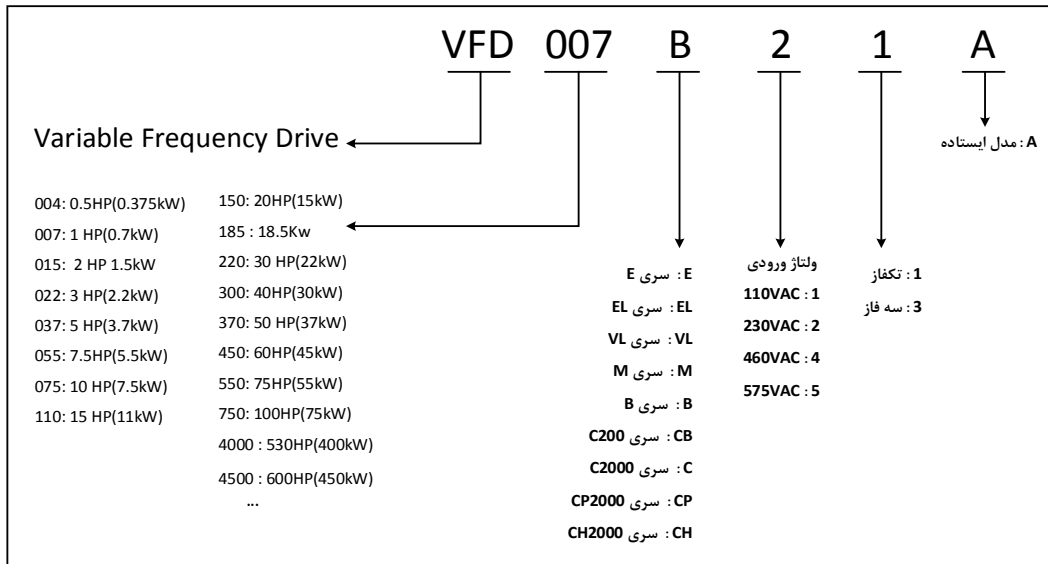 VFD 007 B 2 1 A
Variable Frequency Drive
A : مدل ایستاده
004: 0.5HP(0.375kW)
007: 1 HP(0.7kW)
015: 2 HP 1.5kW
022: 3 HP(2.2kW)
037: 5 HP(3.7kW)
055: 7.5HP(5.5kW)
075: 10 HP(7.5kW)
110: 15 HP(11kW)
150: 20HP(15kW)
185 : 18.5Kw
220: 30 HP(22kW)
300: 40HP(30kW)
370: 50 HP(37kW)
450: 60HP(45kW)
550: 75HP(55kW)
750: 100HP(75kW)
4000 : 530HP(400kW)
4500 : 600HP(450kW)
...
E : سری E
EL : سری EL
VL : سری VL
M : سری M
B : سری B
CB : سری C200
C : سری C2000
CP : سری CP2000
CH : سری CH2000
ولتاژ ورودی
1 : 110VAC
2 : 230VAC
4 : 460VAC
5 : 575VAC
1 : تکفاز
3 : سه فاز